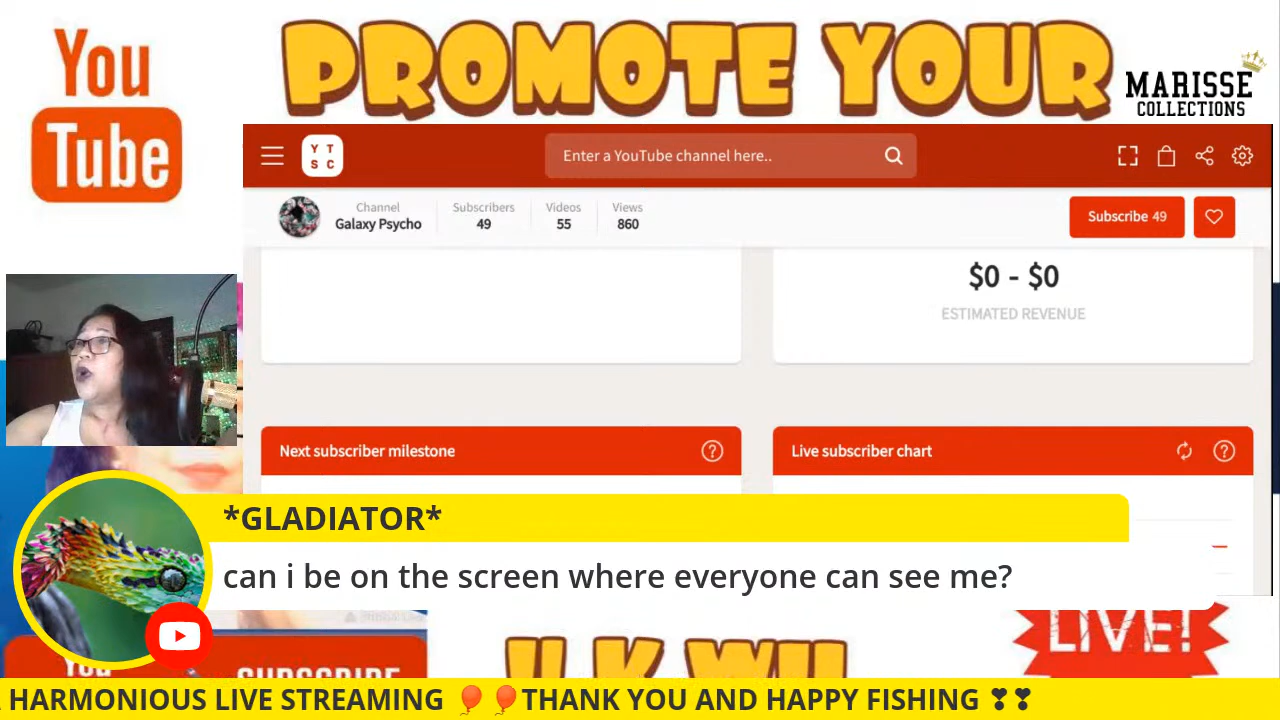 You
Tube
PROMOTE YOUR
MARISSE
COLLECTIONS
Y T
S C
Enter a YouTube channel here..
Channel
Galaxy Psycho
Subscribers
49
Videos
55
Views
860
Subscribe 49
$0 - $0
ESTIMATED REVENUE
Next subscriber milestone
Live subscriber chart
*GLADIATOR*
can i be on the screen where everyone can see me?
LIVE!
You
SUBSCRIBE
HARMONIOUS LIVE STREAMING 🎈🎈THANK YOU AND HAPPY FISHING ❣❣